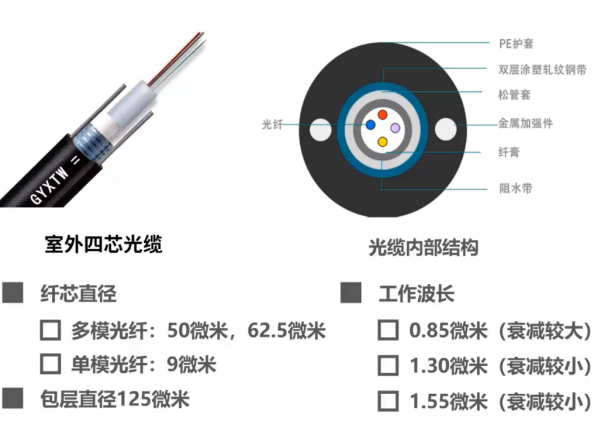 GYXTW =
室外四芯光缆
PE护套
双层涂塑轧纹钢带
松管套
光纤
金属加强件
纤膏
阻水带
光缆内部结构
纤芯直径
多模光纤：50微米，62.5微米
单模光纤：9微米
包层直径125微米
工作波长
0.85微米（衰减较大）
1.30微米（衰减较小）
1.55微米（衰减较小）